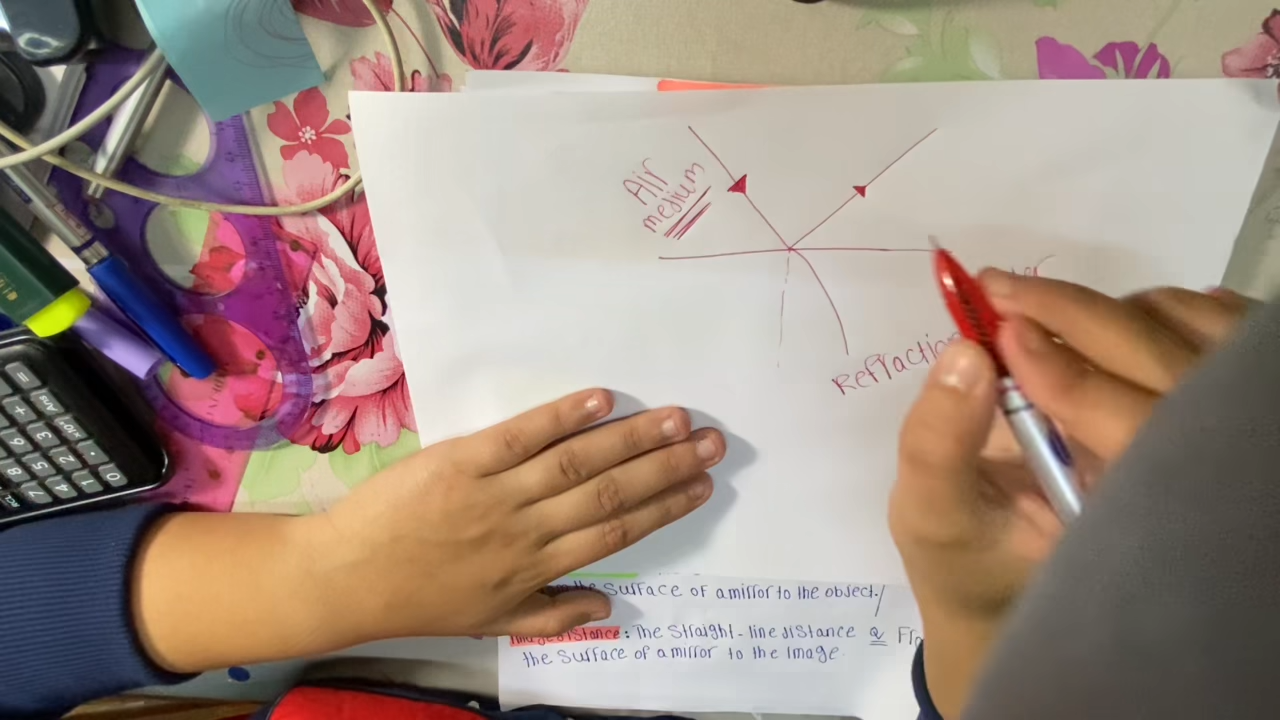 Air
medium
Refraction
the surface of a mirror to the object.
Image distance: The straight-line distance
the surface of a mirror to the Image.